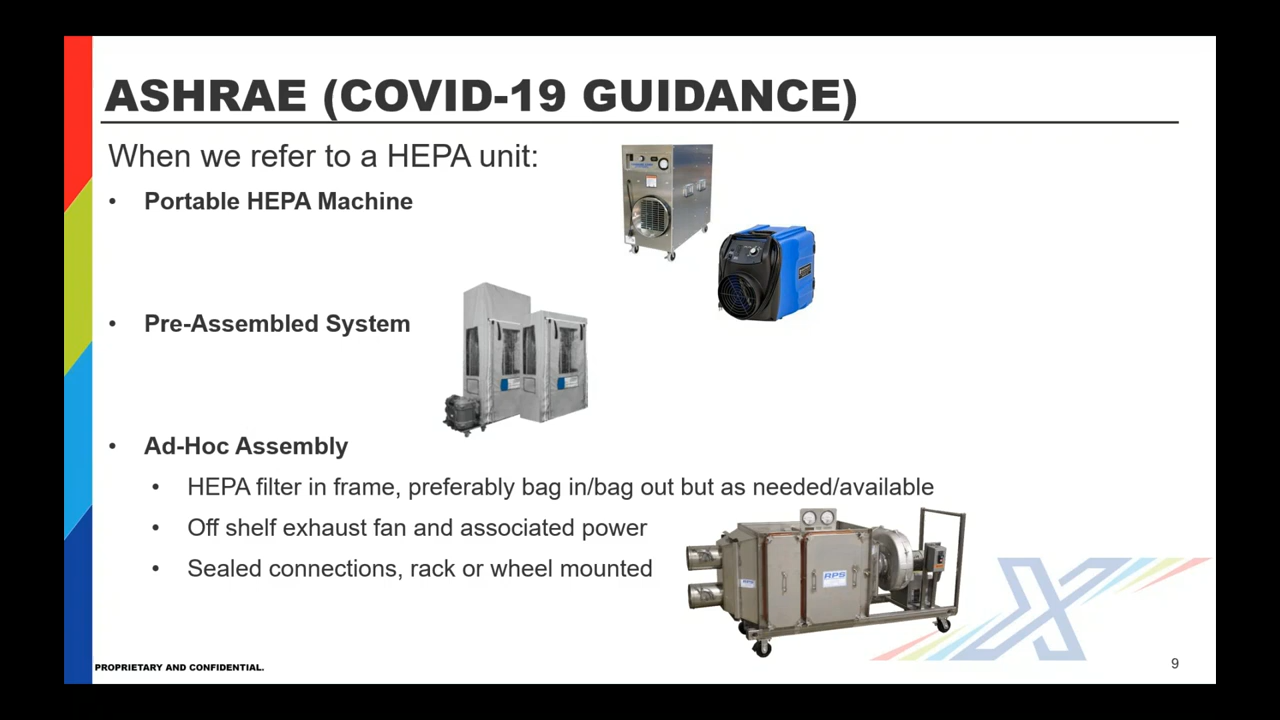 ASHRAE (COVID-19 GUIDANCE)
When we refer to a HEPA unit:
• Portable HEPA Machine
• Pre-Assembled System
• Ad-Hoc Assembly
• HEPA filter in frame, preferably bag in/bag out but as needed/available
• Off shelf exhaust fan and associated power
• Sealed connections, rack or wheel mounted
RPS
X
PROPRIETARY AND CONFIDENTIAL.
9